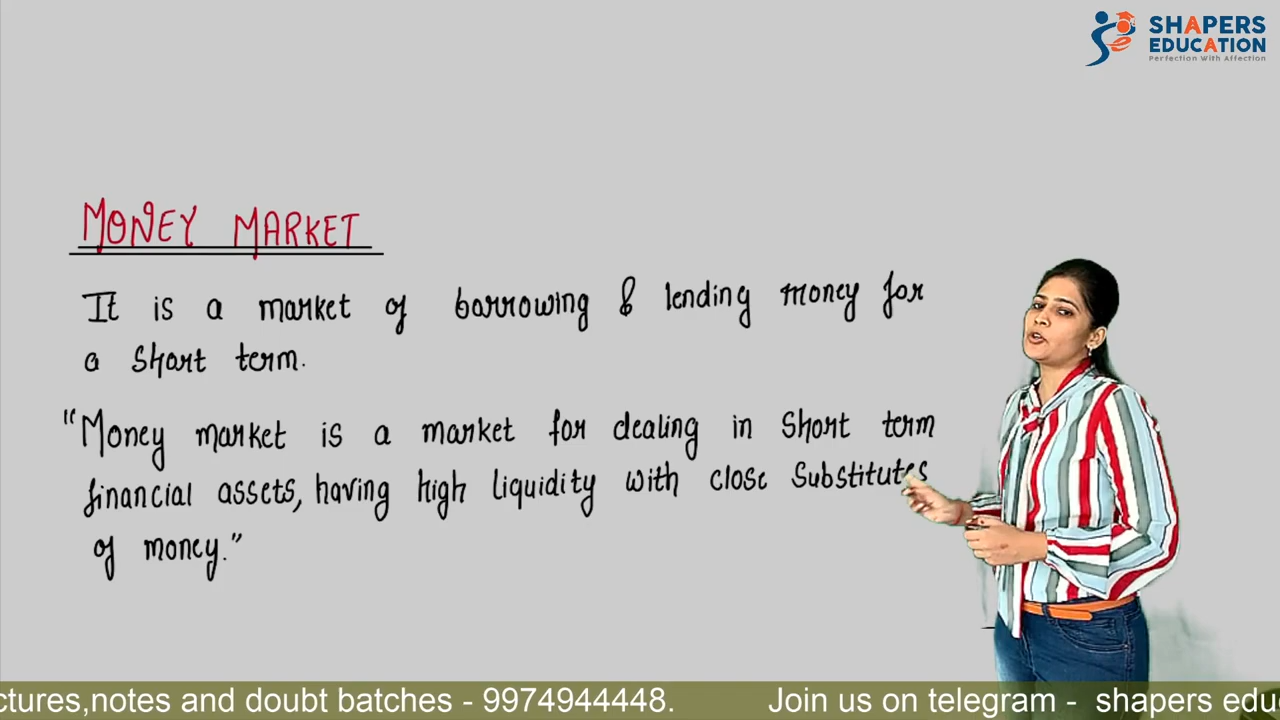 SHAPERS
EDUCATION
Perfection With Affection
MONEY MARKET
It is a market of borrowing & lending money for
a short term.
"Money market is a market for dealing in short term
financial assets, having high liquidity with close substitutes
of money."
ctures,notes and doubt batches - 9974944448. Join us on telegram - shapers edu